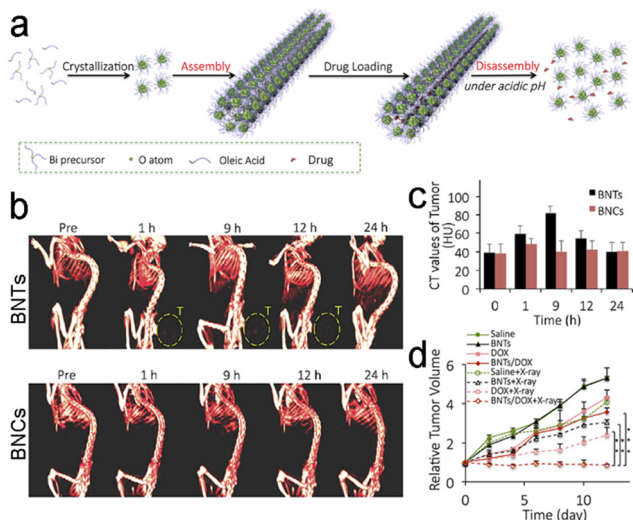 a
Crystallization
Assembly
Drug Loading
Disassembly
under acidic pH
Bi precursor
O atom
Oleic Acid
Drug
b
Pre
1 h
9 h
12 h
24 h
BNTs
T
T
T
Pre
1 h
9 h
12 h
24 h
BNCs
c
CT values of Tumor
(HU)
100
80
60
40
20
0
BNTs
BNCs
0
1
9
12
24
Time (h)
d
Relative Tumor Volume
6
4
2
0
Saline
BNTs
DOX
BNTs/DOX
Saline+X-ray
BNTs+X-ray
DOX+X-ray
BNTs/DOX+X-ray
0
5
10
Time (day)